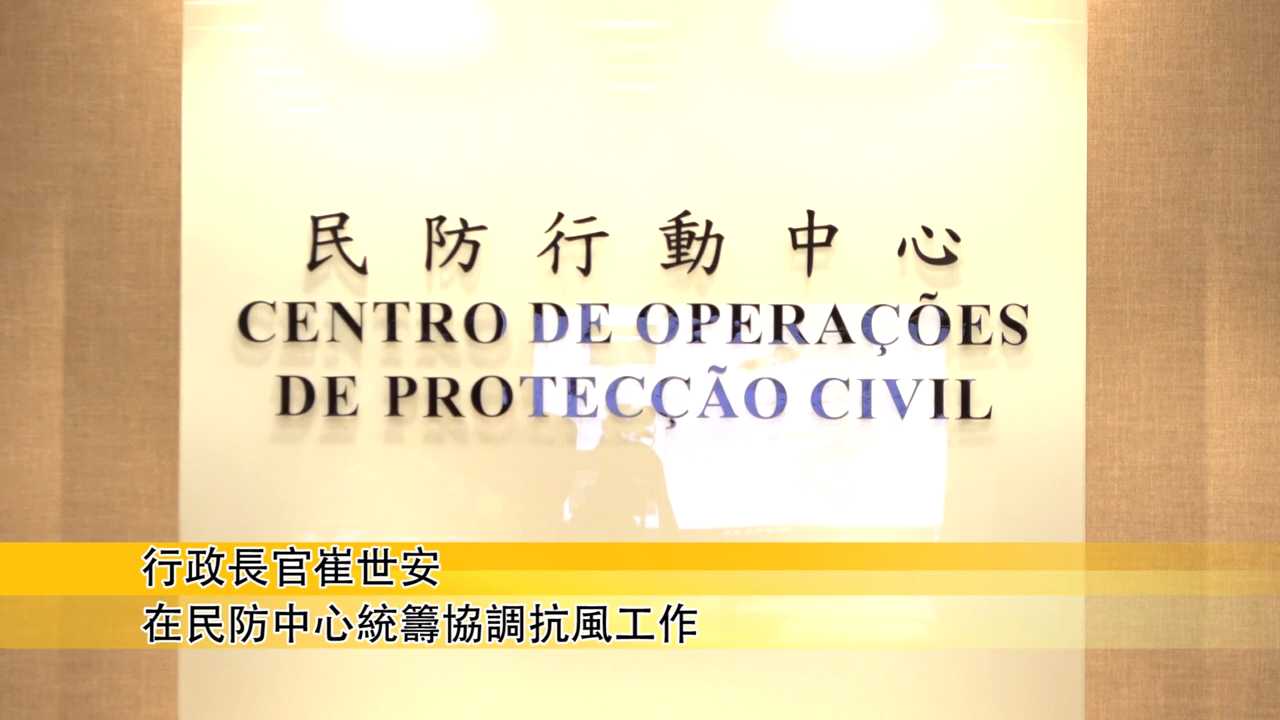 民防行動中心
CENTRO DE OPERAÇÕES
DE PROTECÇÃO CIVIL
行政長官崔世安
在民防中心統籌協調抗風工作